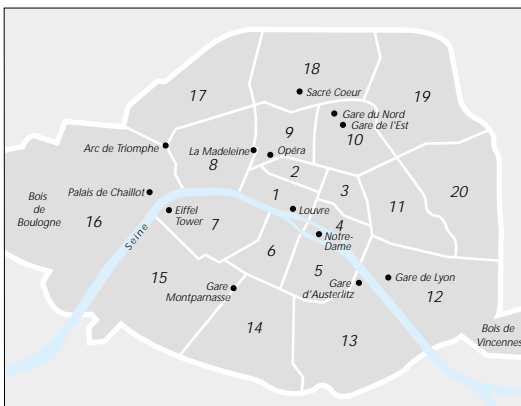 18
Sacré Coeur
17
19
Gare du Nord
Gare de l'Est
10
9
Arc de Triomphe
La Madeleine
Opéra
8
2
Palais de Chaillot
Bois
de
Boulogne
16
Eiffel
Tower
7
1
Louvre
3
4
Notre-
Dame
11
20
Seine
6
5
15
Gare
Montparnasse
Gare
d'Austerlitz
Gare de Lyon
12
14
13
Bois de
Vincennes